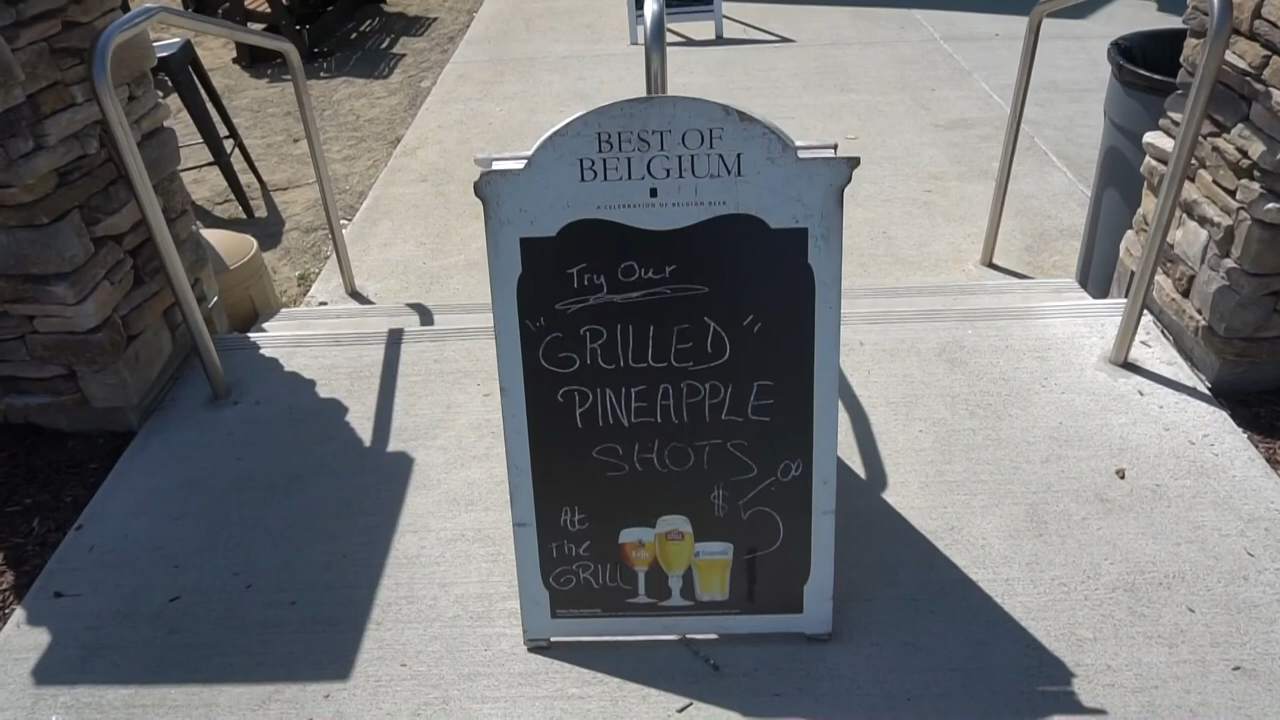 BEST OF
BELGIUM
A CELEBRATION OF BELGIAN BEER
Try Our
"GRILLED"
PINEAPPLE
SHOTS
$5.00
At
The
GRILL